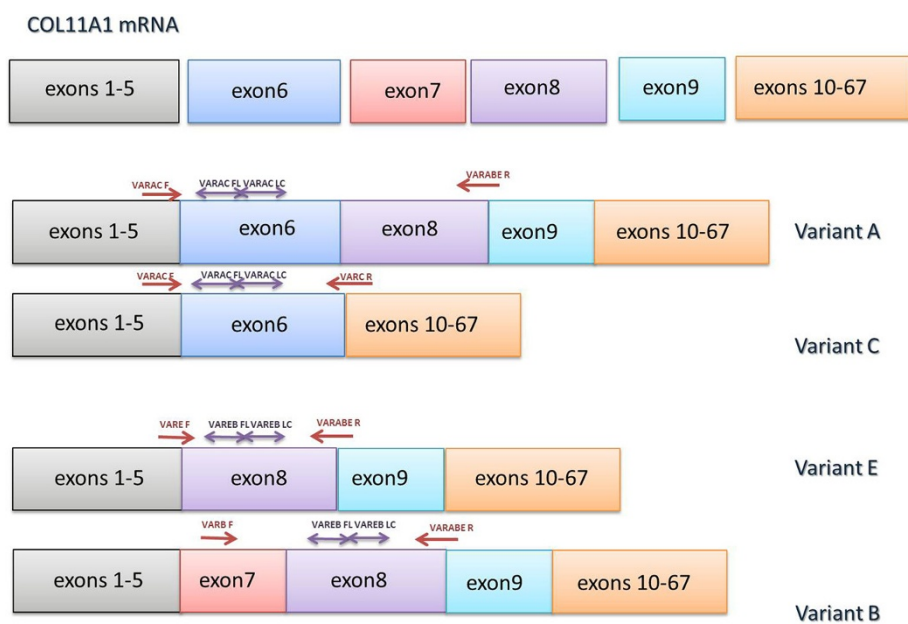 COL11A1 mRNA
exons 1-5 exon6 exon7 exon8 exon9 exons 10-67
VARAC F VARAC FL VARAC LC VARABE R
exons 1-5 exon6 exon8 exon9 exons 10-67 Variant A
VARAC F VARAC FL VARAC LC VARC R
exons 1-5 exon6 exons 10-67 Variant C
VARE F VAREB FL VAREB LC VARABE R
exons 1-5 exon8 exon9 exons 10-67 Variant E
VARB F VAREB FL VAREB LC VARABE R
exons 1-5 exon7 exon8 exon9 exons 10-67 Variant B